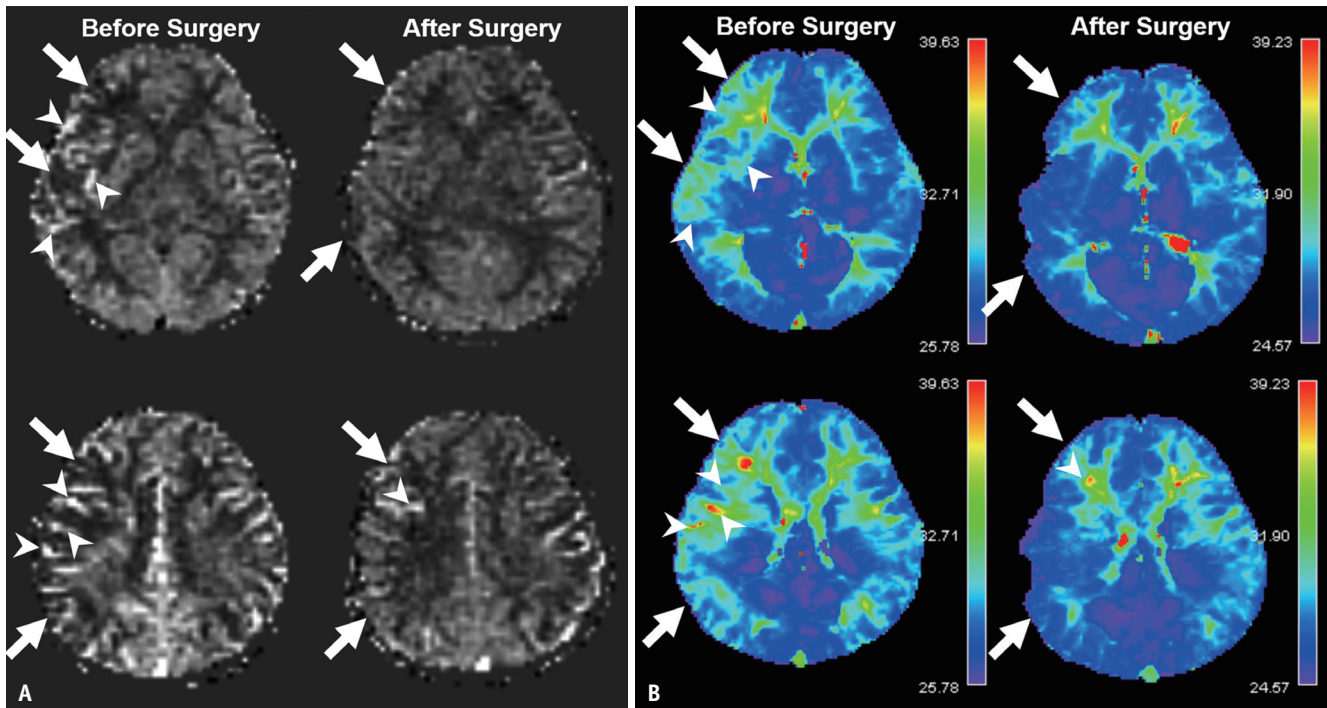 Before Surgery After Surgery
A
Before Surgery After Surgery
39.63 39.23
32.71 31.90
25.78 24.57
39.63 39.23
32.71 31.90
25.78 24.57
B